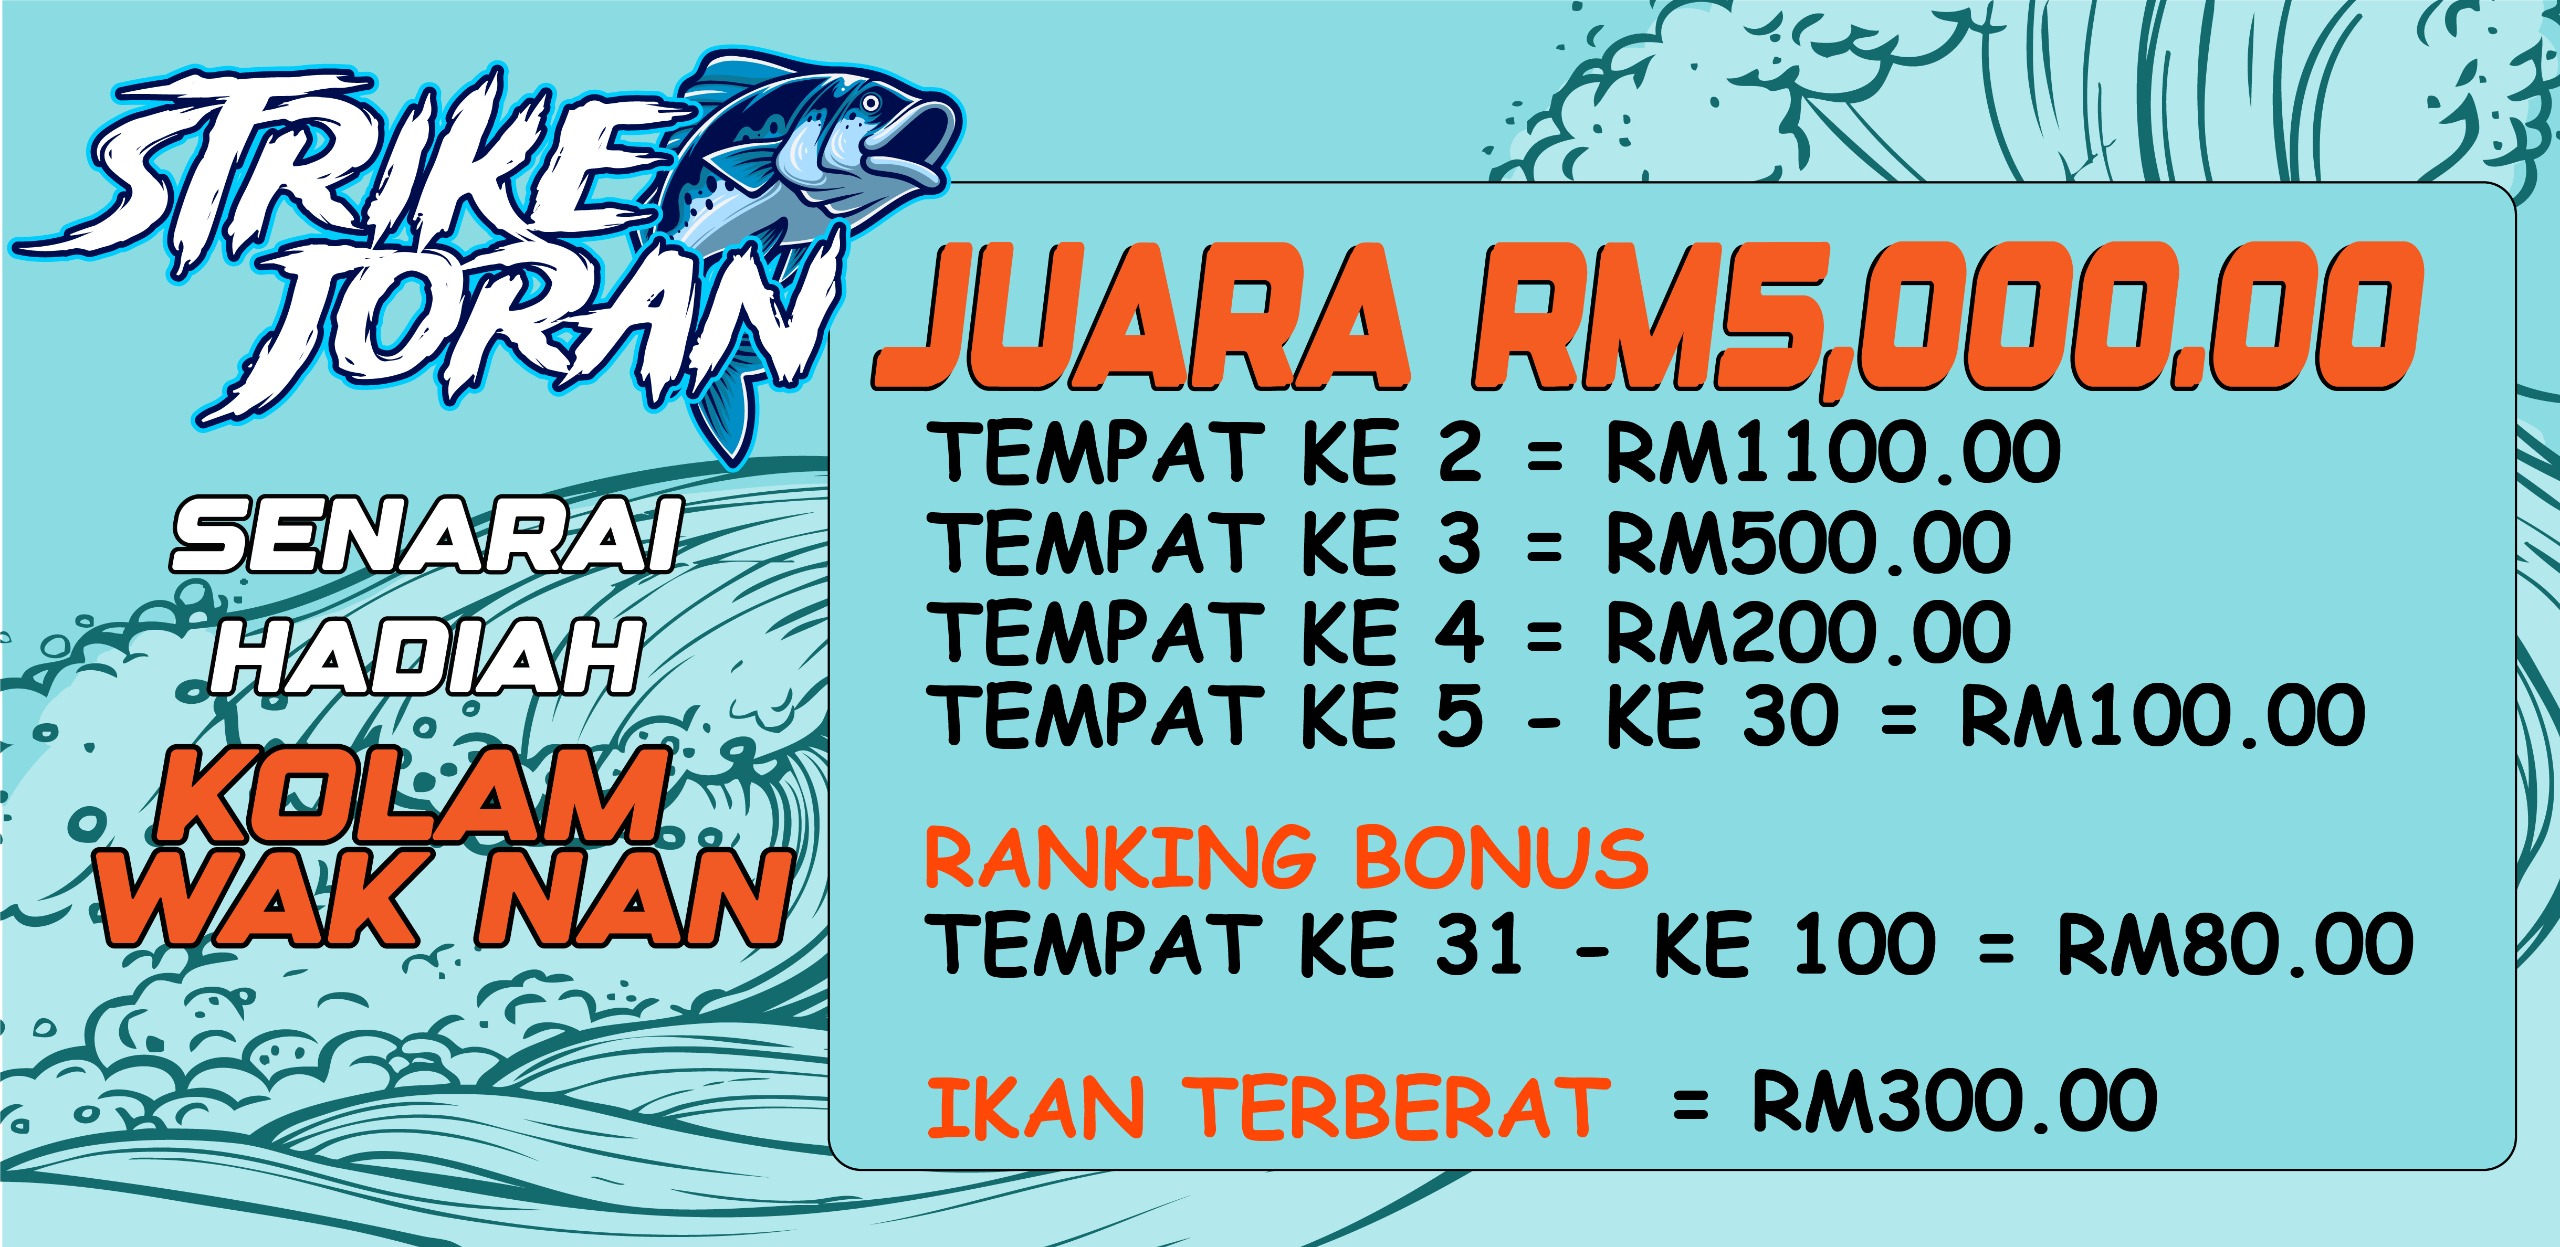 STRIKE
JORAN
SENARAI
HADIAH
KOLAM
WAK NAN
JUARA RM5,000.00
TEMPAT KE 2 = RM1100.00
TEMPAT KE 3 = RM500.00
TEMPAT KE 4 = RM200.00
TEMPAT KE 5 - KE 30 = RM100.00
RANKING BONUS
TEMPAT KE 31 - KE 100 = RM80.00
IKAN TERBERAT = RM300.00